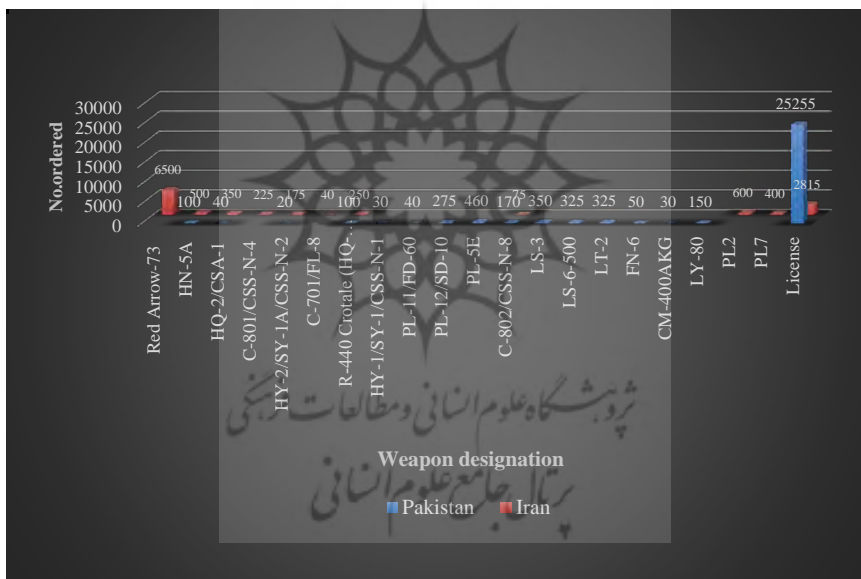 30000
25000
20000
15000
10000
5000
0
No.ordered
6500
100
500
40
350
225
20
175
40
100
250
30
40
275
460
170
75
350
325
325
50
30
150
600
400
25255
2815
Red Arrow-73
HN-5A
HQ-2/CSA-1
C-801/CSS-N-4
HY-2/SY-1A/CSS-N-2
C-701/FL-8
R-440 Crotale (HQ-…
HY-1/SY-1/CSS-N-1
PL-11/FD-60
PL-12/SD-10
PL-5E
C-802/CSS-N-8
LS-3
LS-6-500
LT-2
FN-6
CM-400AKG
LY-80
PL2
PL7
License
Weapon designation
Pakistan Iran
پژوهشگاه علوم انسانی و مطالعات فرهنگی
پرتال جامع علوم انسانی